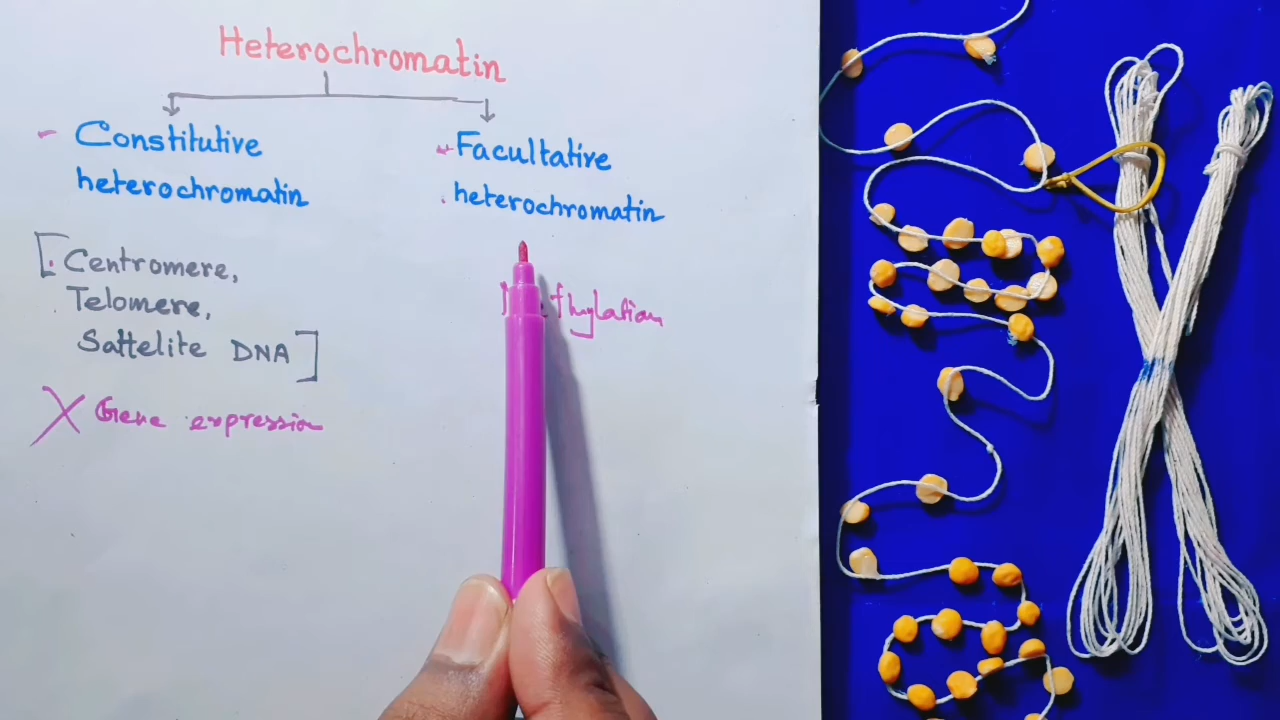 Heterochromatin
Constitutive
heterochromatin
Facultative
heterochromatin
Centromere,
Telomere,
Sattelite DNA
Gene expression